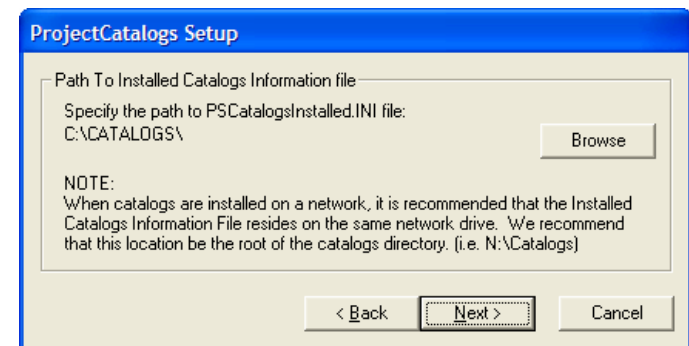 ProjectCatalogs Setup
Path To Installed Catalogs Information file
Specify the path to PSCatalogsInstalled.INI file:
C:\CATALOGS\
Browse
NOTE:
When catalogs are installed on a network, it is recommended that the Installed
Catalogs Information File resides on the same network drive.  We recommend
that this location be the root of the catalogs directory. (i.e. N:\Catalogs)
< Back
Next >
Cancel